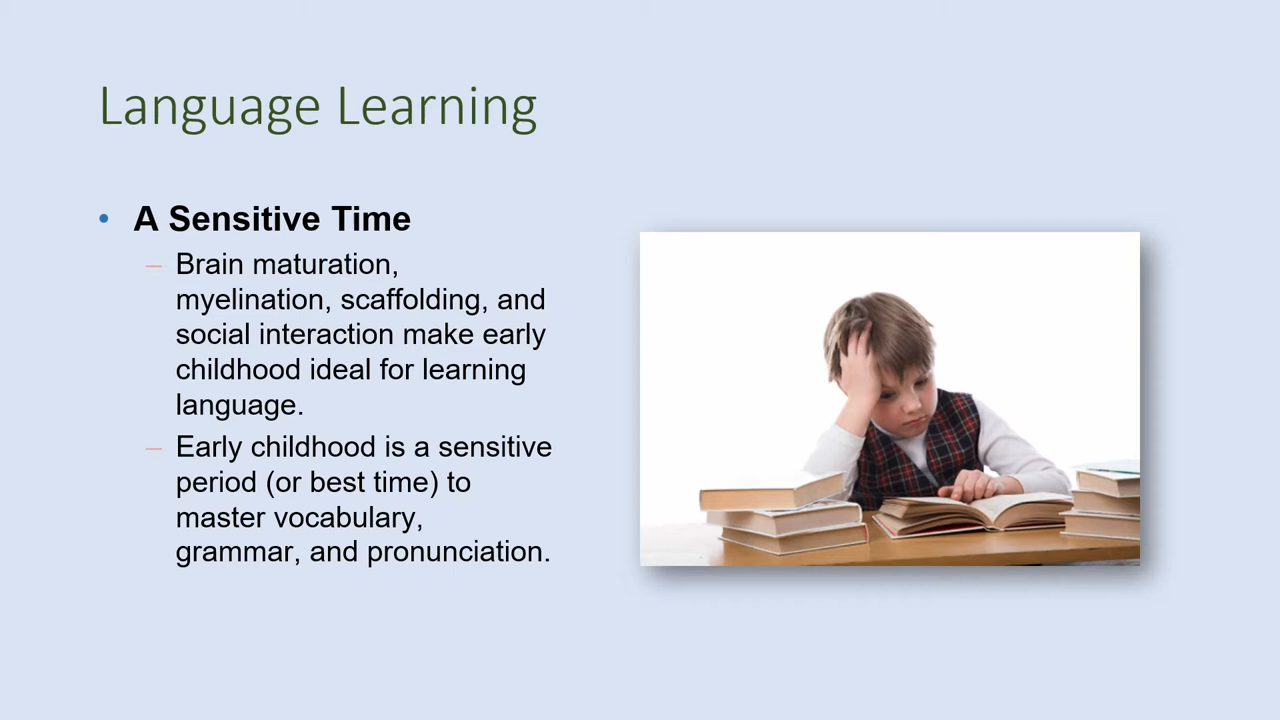 Language Learning
• A Sensitive Time
– Brain maturation,
myelination, scaffolding, and
social interaction make early
childhood ideal for learning
language.
– Early childhood is a sensitive
period (or best time) to
master vocabulary,
grammar, and pronunciation.